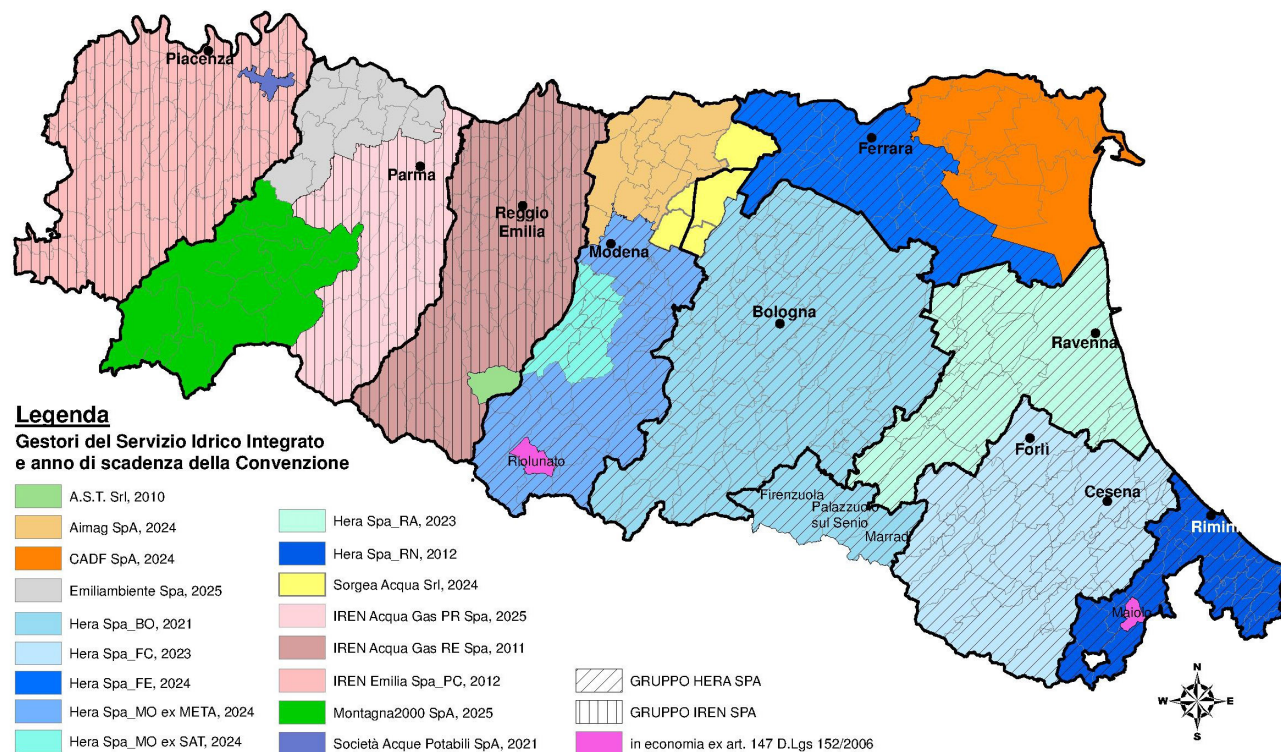 Piacenza
Parma
Reggio
Emilia
Modena
Ferrara
Bologna
Ravenna
Forlì
Cesena
Rimin
Riolunato
Firenzuola
Palazzuolo
sul Senio
Marrad
Maiolo
Legenda
Gestori del Servizio Idrico Integrato
e anno di scadenza della Convenzione
A.S.T. Srl, 2010
Aimag SpA, 2024
CADF SpA, 2024
Emiliambiente Spa, 2025
Hera Spa_BO, 2021
Hera Spa_FC, 2023
Hera Spa_FE, 2024
Hera Spa_MO ex META, 2024
Hera Spa_MO ex SAT, 2024
Hera Spa_RA, 2023
Hera Spa_RN, 2012
Sorgea Acqua Srl, 2024
IREN Acqua Gas PR Spa, 2025
IREN Acqua Gas RE Spa, 2011
IREN Emilia Spa_PC, 2012
Montagna2000 SpA, 2025
Società Acque Potabili SpA, 2021
GRUPPO HERA SPA
GRUPPO IREN SPA
in economia ex art. 147 D.Lgs 152/2006
N
W E
S